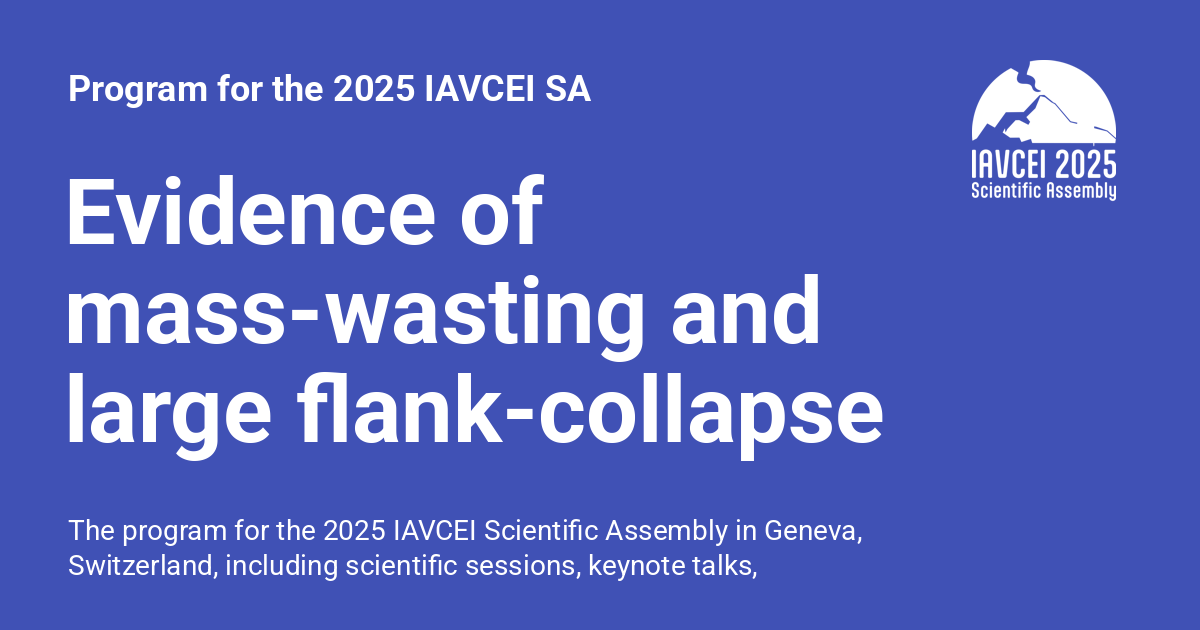 Program for the 2025 IAVCEI SA
IAVCEI 2025
Scientific Assembly
Evidence of
mass-wasting and
large flank-collapse
The program for the 2025 IAVCEI Scientific Assembly in Geneva,
Switzerland, including scientific sessions, keynote talks,